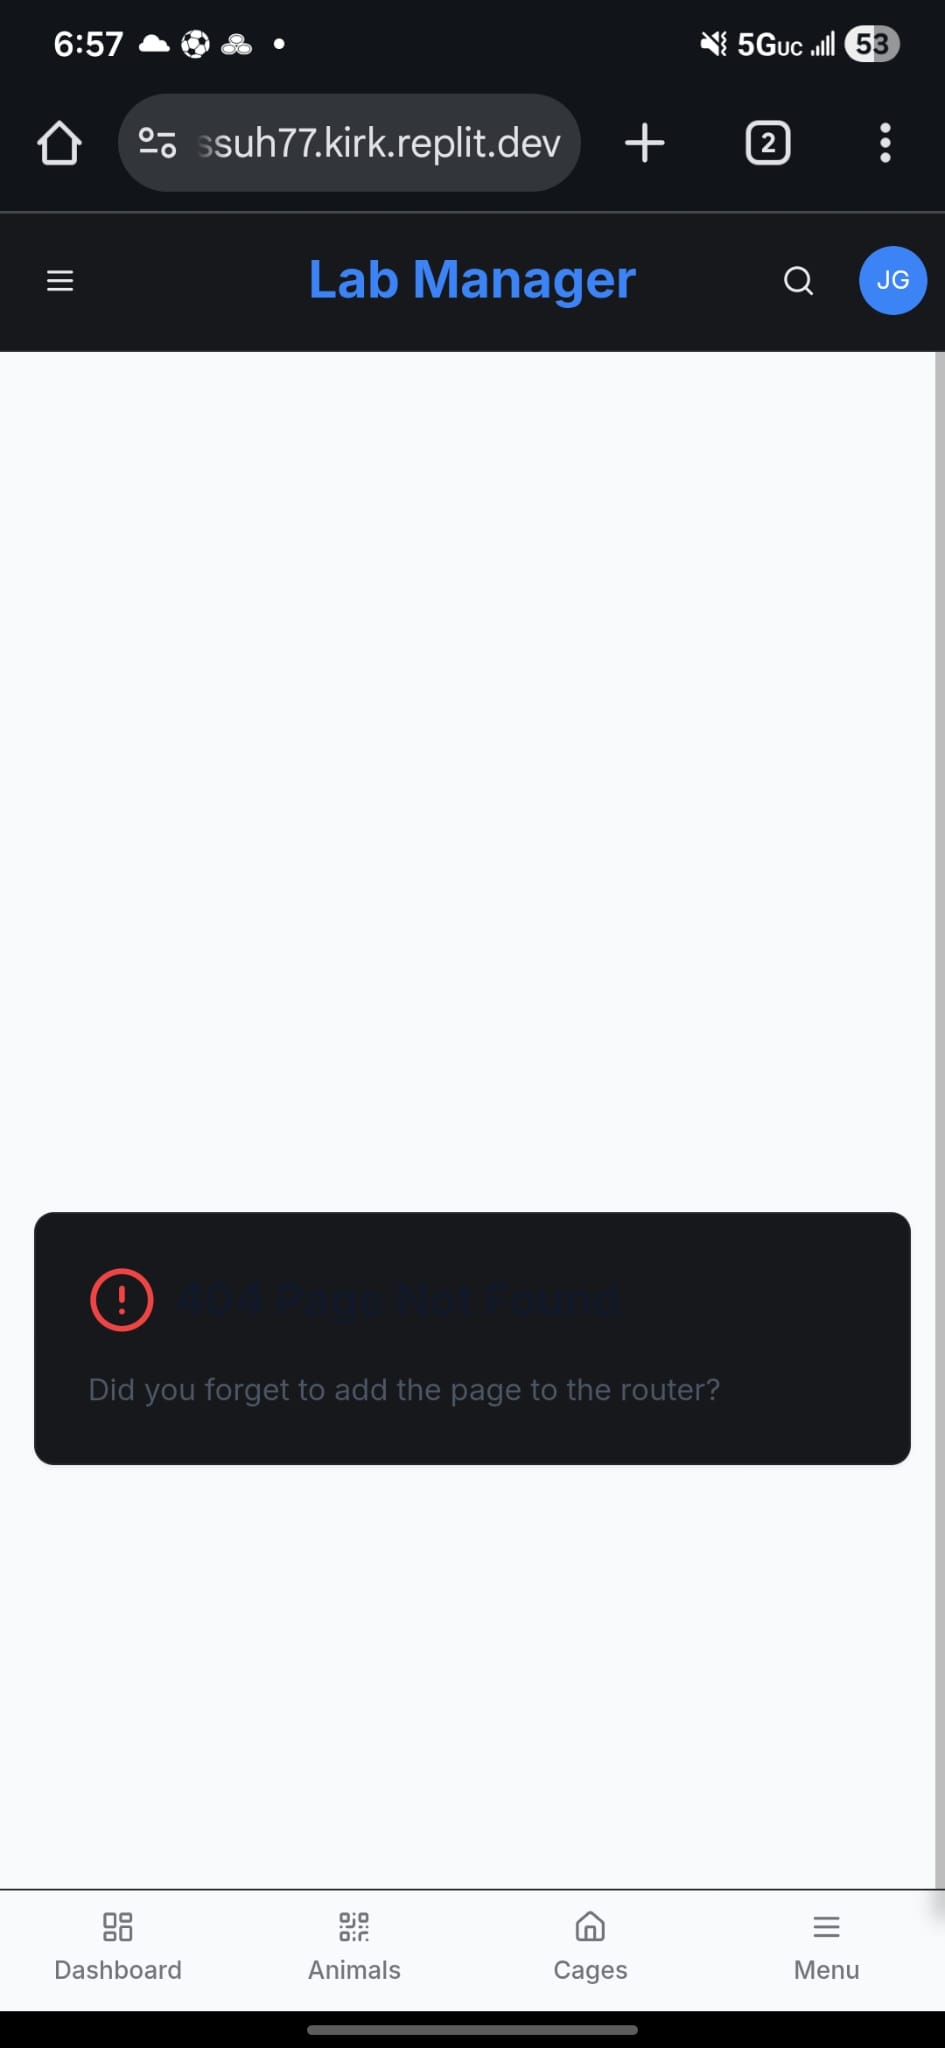 6:57
5GUC
53
ssuh77.kirk.replit.dev
2
Lab Manager
JG
404 Page Not Found
Did you forget to add the page to the router?
Dashboard
Animals
Cages
Menu